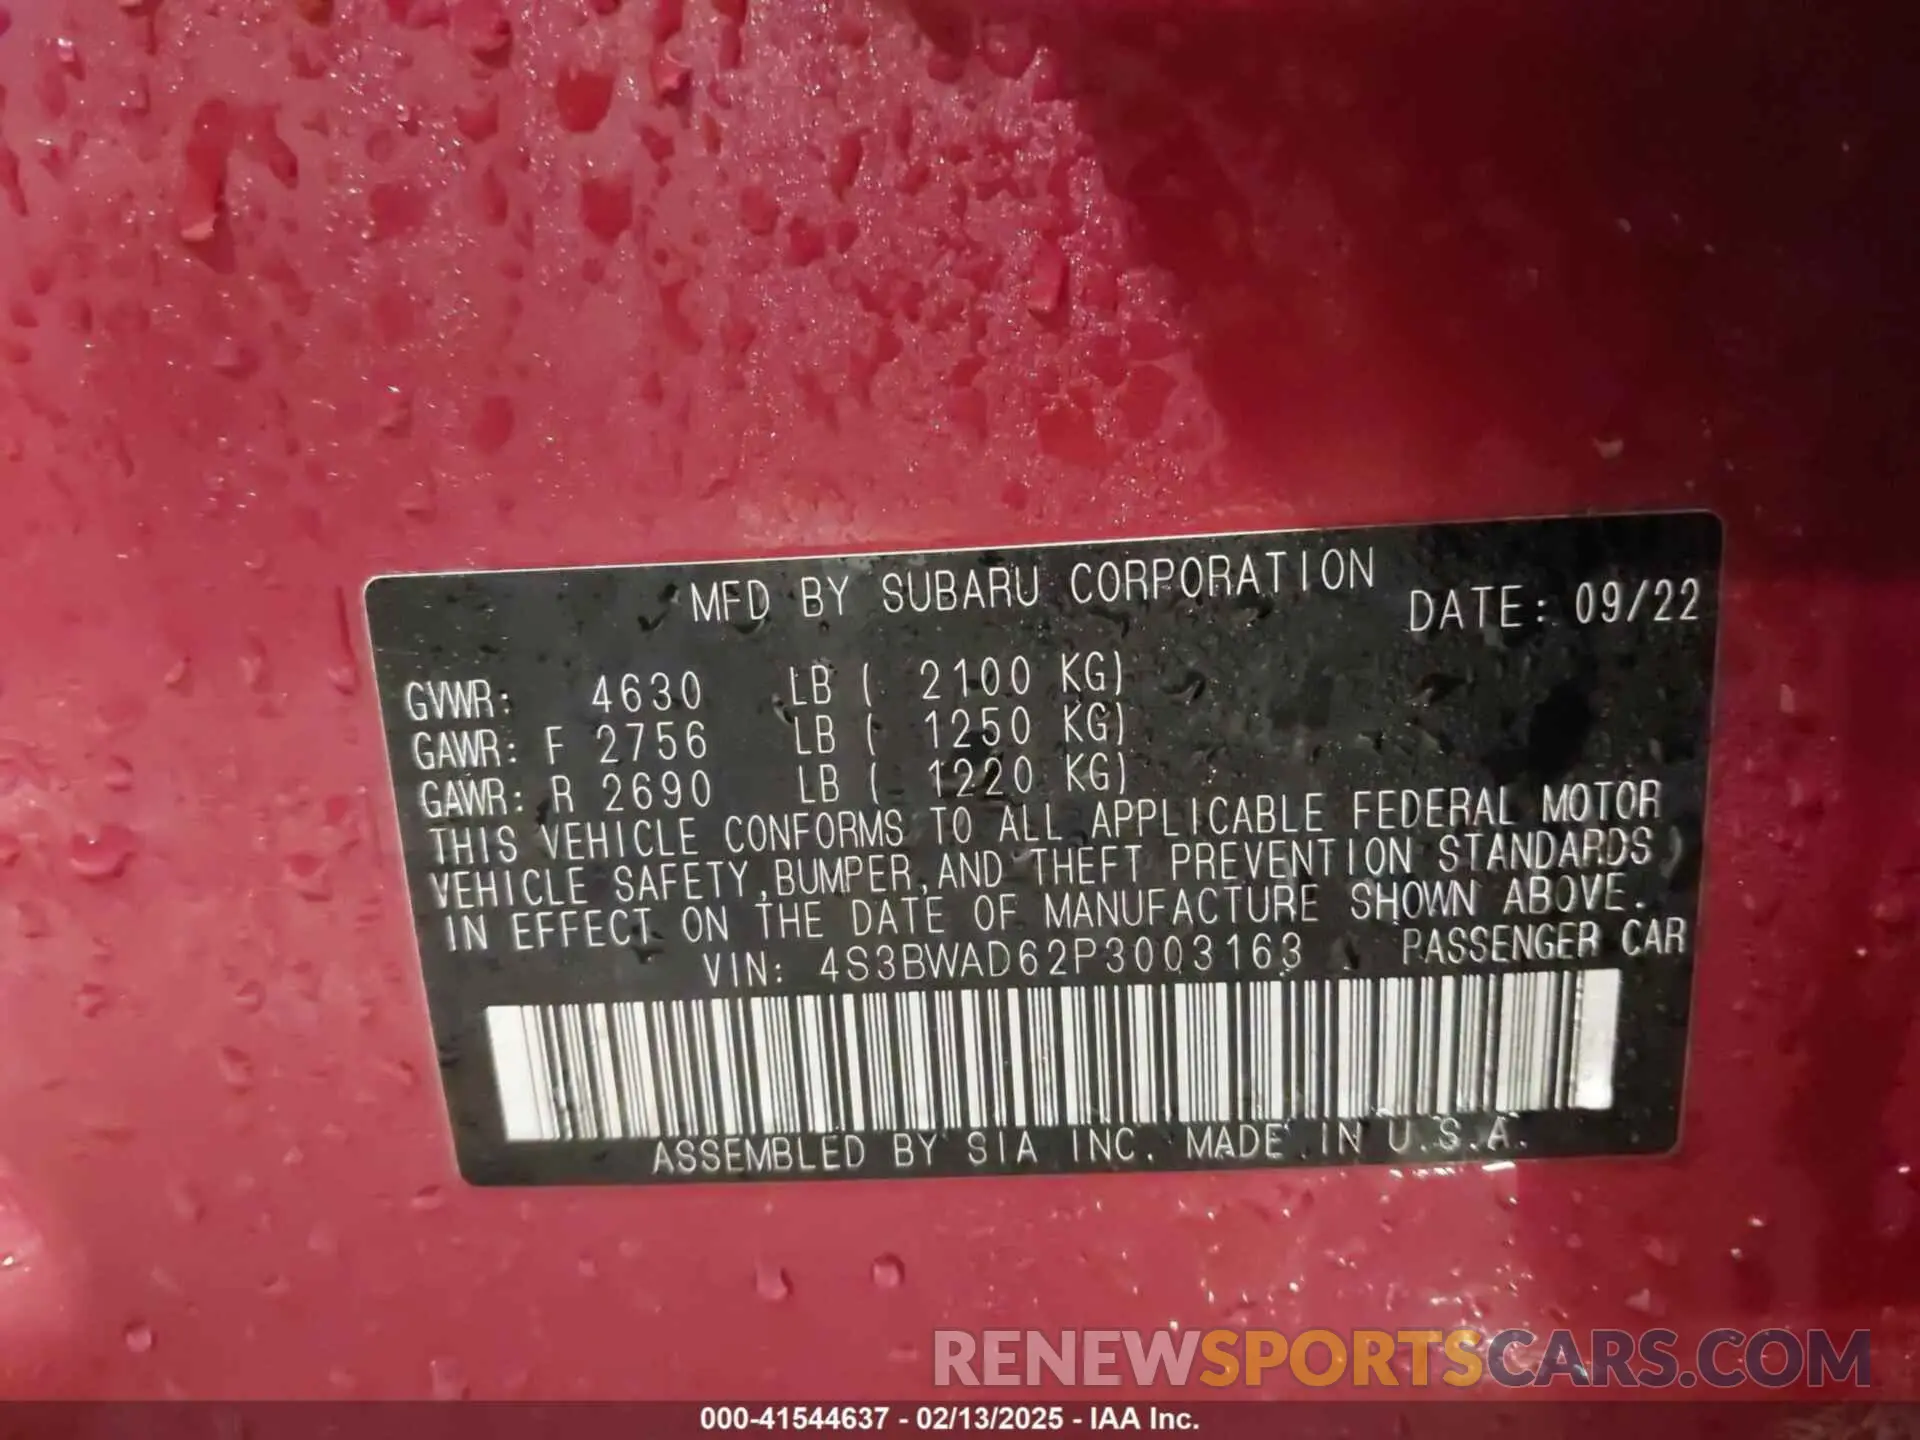 MFD BY SUBARU CORPORATION DATE: 09/22
GVWR: 4630 LB ( 2100 KG)
GAWR: F 2756 LB ( 1250 KG)
GAWR: R 2690 LB ( 1220 KG)
THIS VEHICLE CONFORMS TO ALL APPLICABLE FEDERAL MOTOR
VEHICLE SAFETY,BUMPER,AND THEFT PREVENTION STANDARDS
IN EFFECT ON THE DATE OF MANUFACTURE SHOWN ABOVE.
VIN: 4S3BWAD62P3003163 PASSENGER CAR
ASSEMBLED BY SIA INC. MADE IN U.S.A.
RENEWSPORTSCARS.COM
000-41544637 - 02/13/2025 - IAA Inc.